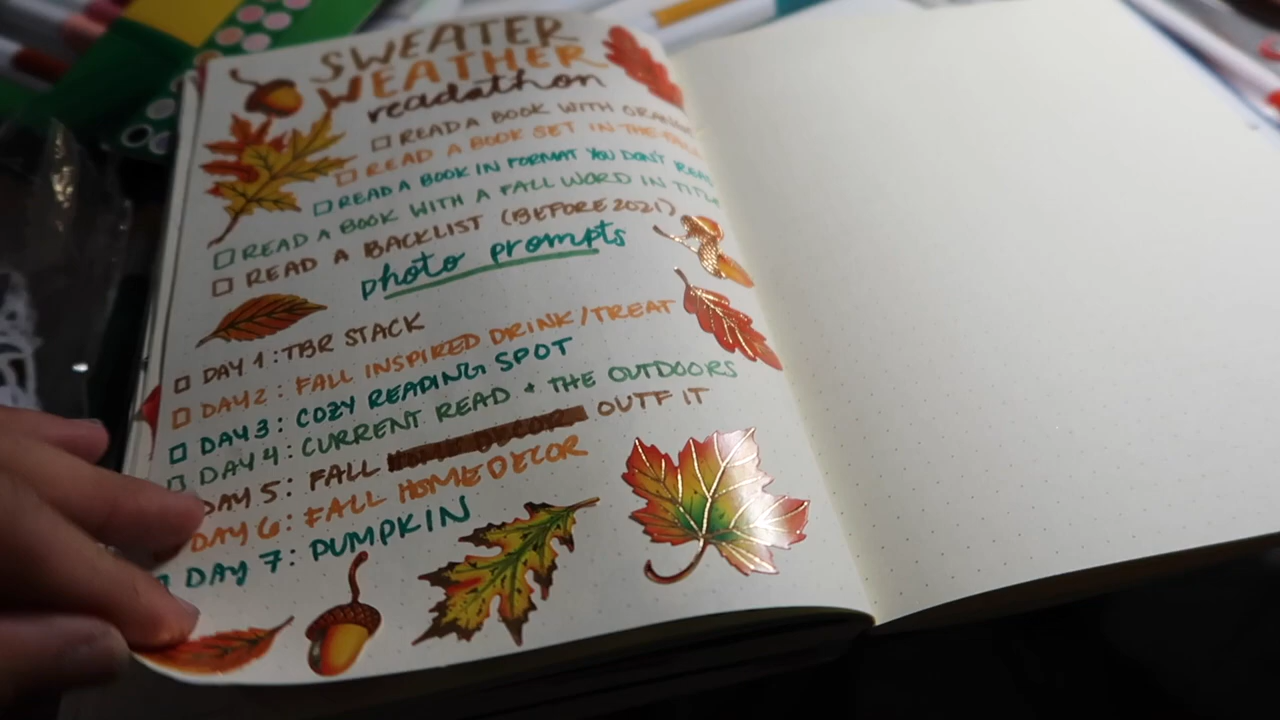 SWEATER
WEATHER
readathon
READ A BOOK WITH
READ A BOOK SET IN THE
READ A BOOK IN FORMAT YOU DON'T
READ A BOOK WITH A FALL WORD IN
READ A BACKLIST (BEFORE 2021)
photo prompts
DAY 1: TBR STACK
DAY 2: FALL INSPIRED DRINK/TREAT
DAY 3: COZY READING SPOT
DAY 4: CURRENT READ + THE OUTDOORS
DAY 5: FALL HOME DECOR OUTFIT
DAY 6: FALL HOME DECOR
DAY 7: PUMPKIN